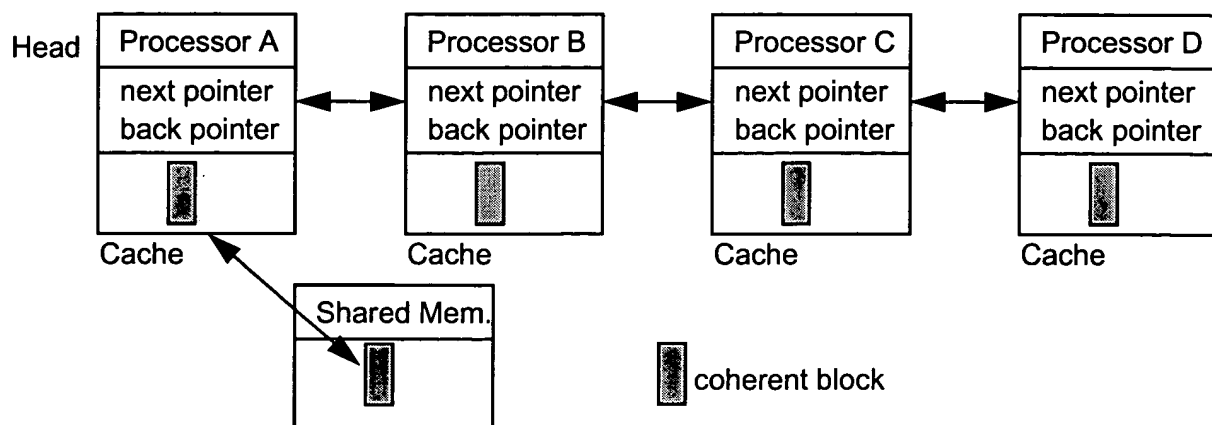 Head
Processor A
next pointer
back pointer
Cache
Processor B
next pointer
back pointer
Cache
Processor C
next pointer
back pointer
Cache
Processor D
next pointer
back pointer
Cache
Shared Mem.
coherent block